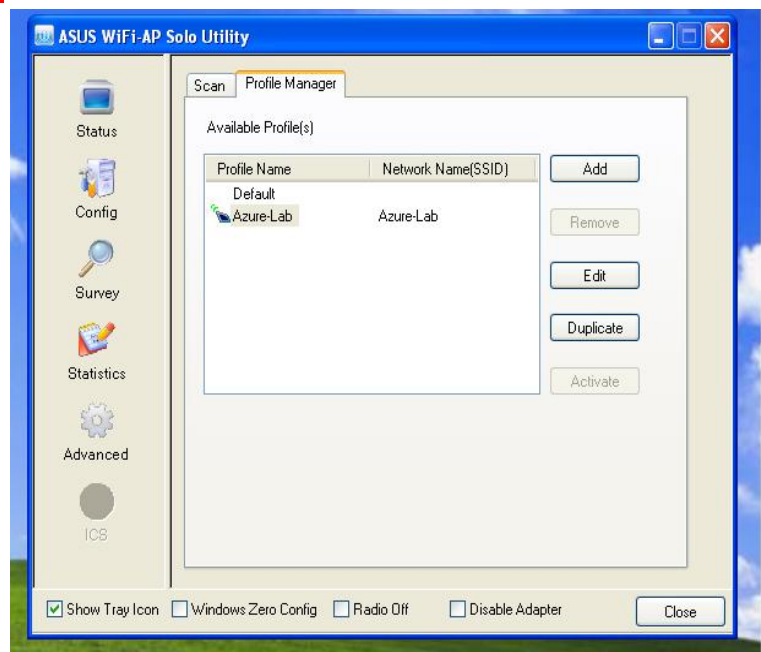 ASUS WiFi-AP Solo Utility
Status
Config
Survey
Statistics
Advanced
ICS
Scan Profile Manager
Available Profile(s)
Profile Name Network Name(SSID)
Default
Azure-Lab Azure-Lab
Add
Remove
Edit
Duplicate
Activate
Show Tray Icon Windows Zero Config Radio Off Disable Adapter Close